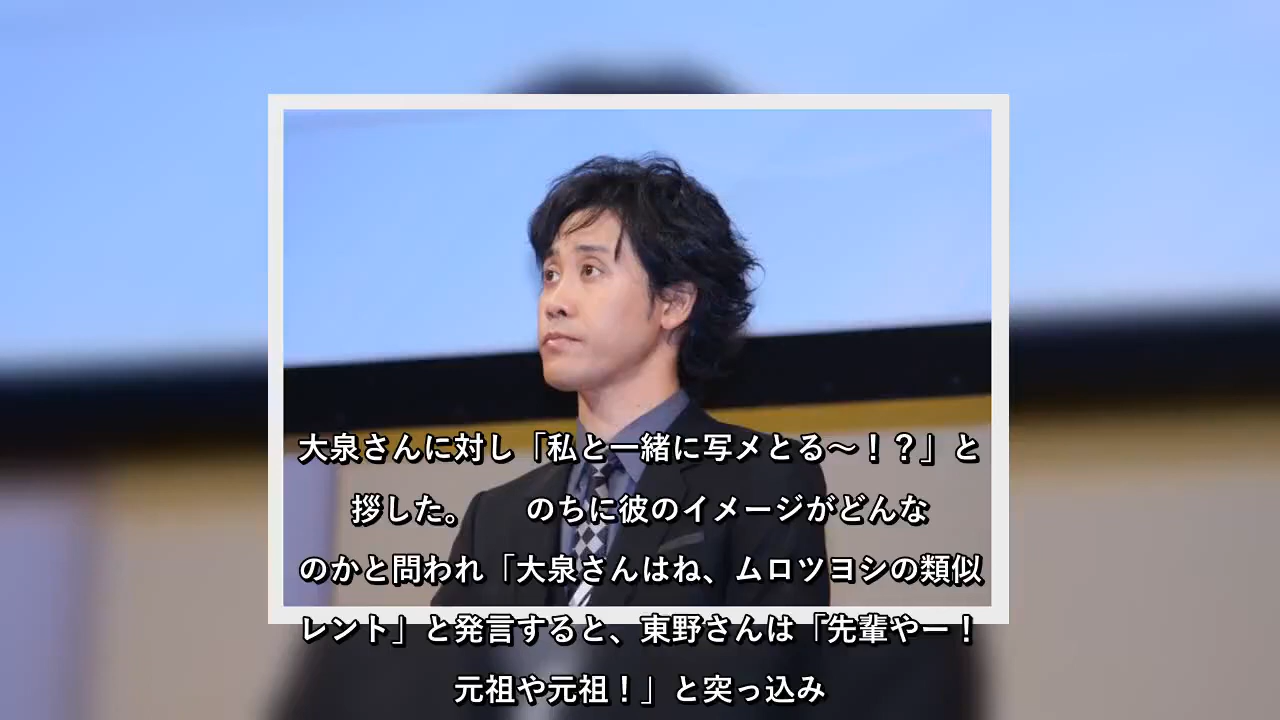 大泉さんに対し「私と一緒に写メとる〜！？」と
拶した。　　のちに彼のイメージがどんな
のかと問われ「大泉さんはね、ムロツヨシの類似
レント」と発言すると、東野さんは「先輩やー！
元祖や元祖！」と突っ込み